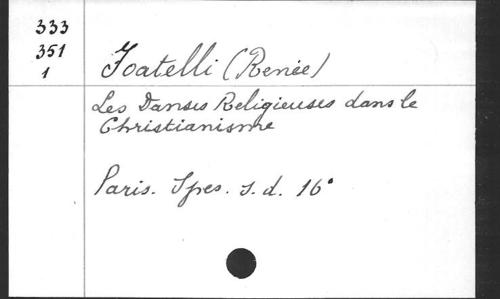 333
351
1
Foatelli (Renée)
Les Danses Religieuses dans le
Christianisme
Paris. Spes. s.d. 16°